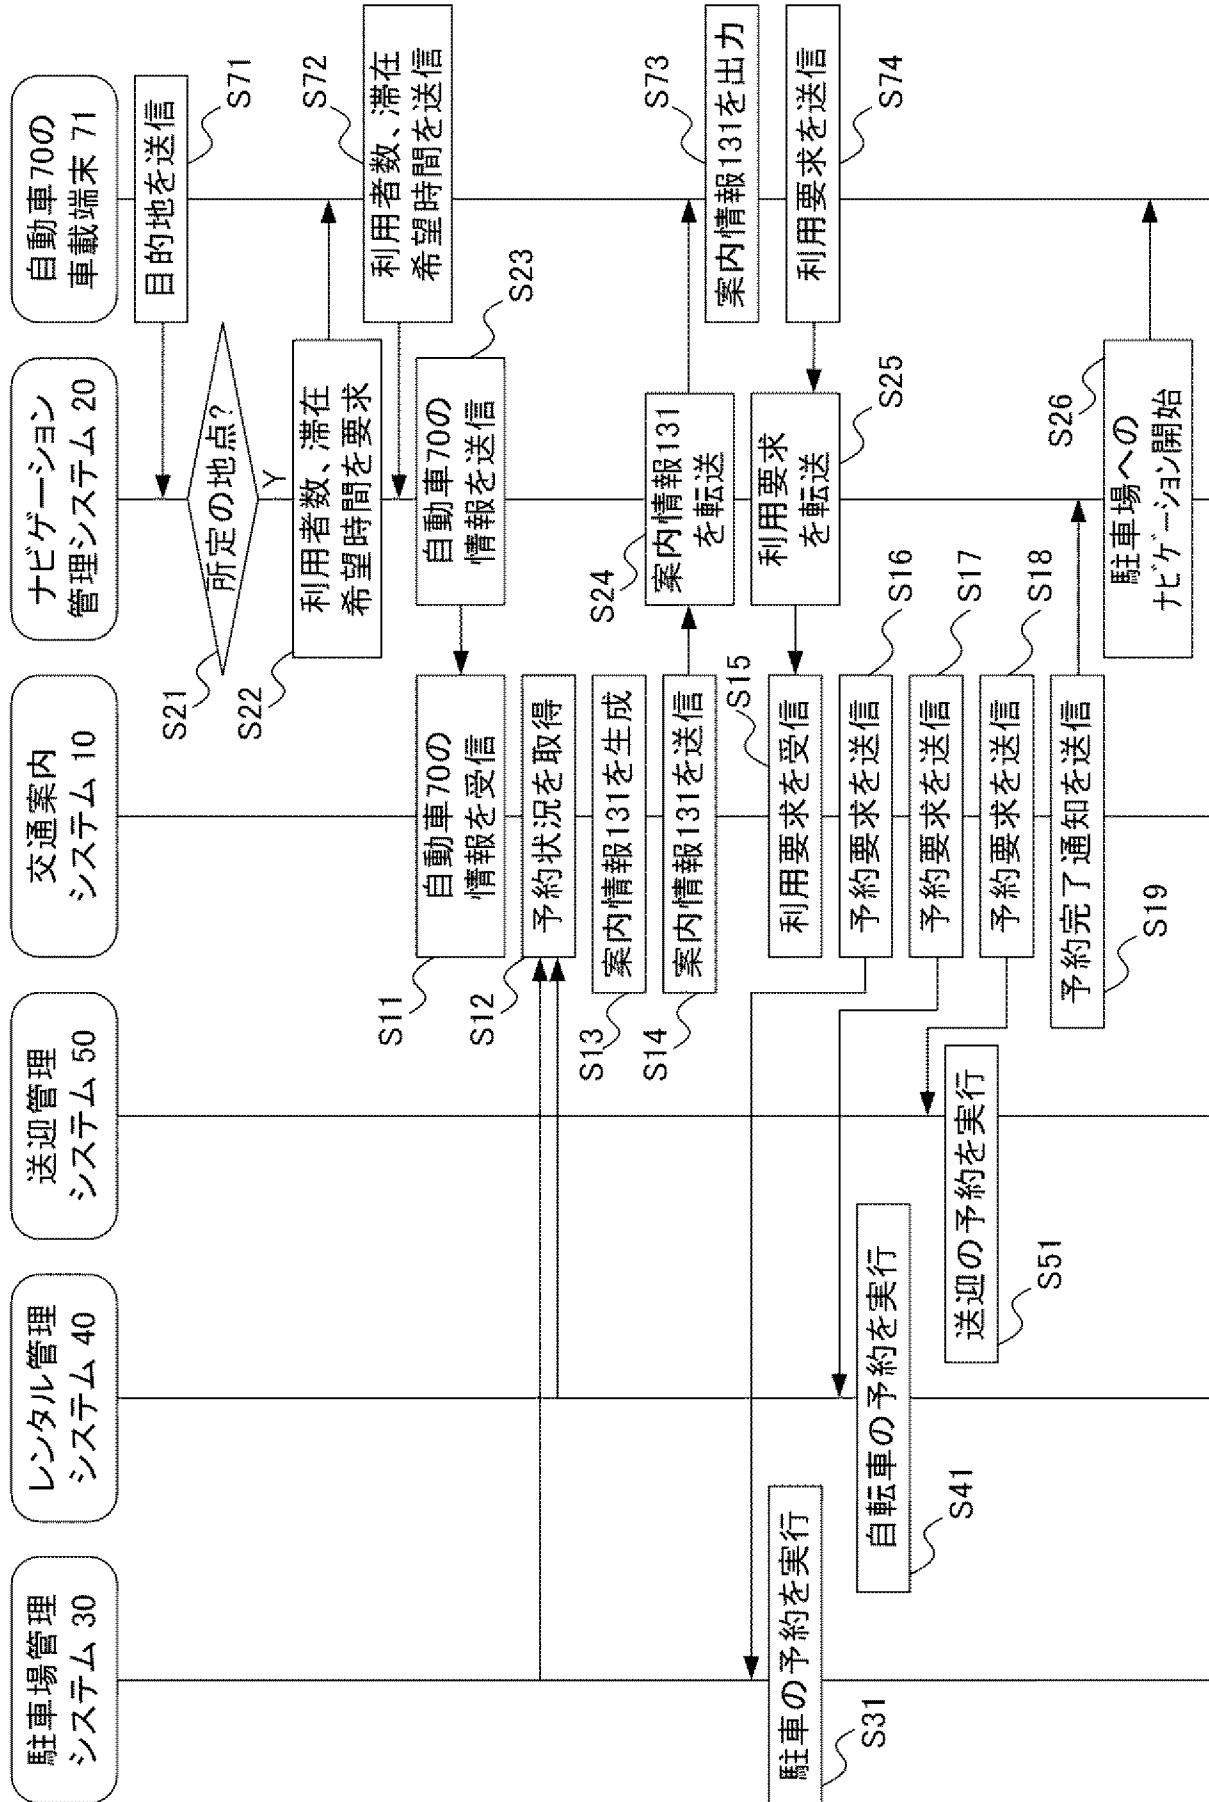 駐車場管理
システム 30
レンタル管理
システム 40
送迎管理
システム 50
交通案内
システム 10
ナビゲーション
管理システム 20
自動車70の
車載端末 71
目的地を送信
S71
所定の地点?
S21
Y
利用者数、滞在
希望時間を要求
S22
利用者数、滞在
希望時間を送信
S72
自動車70の
情報を送信
S23
自動車70の
情報を受信
S11
予約状況を取得
S12
案内情報131を生成
S13
案内情報131を送信
S14
案内情報131
を転送
S24
案内情報131を出力
S73
利用要求を送信
S74
利用要求
を転送
S25
利用要求を受信
S15
予約要求を送信
S16
駐車の予約を実行
S31
予約要求を送信
S17
自転車の予約を実行
S41
予約要求を送信
S18
送迎の予約を実行
S51
予約完了通知を送信
S19
駐車場への
ナビゲーション開始
S26